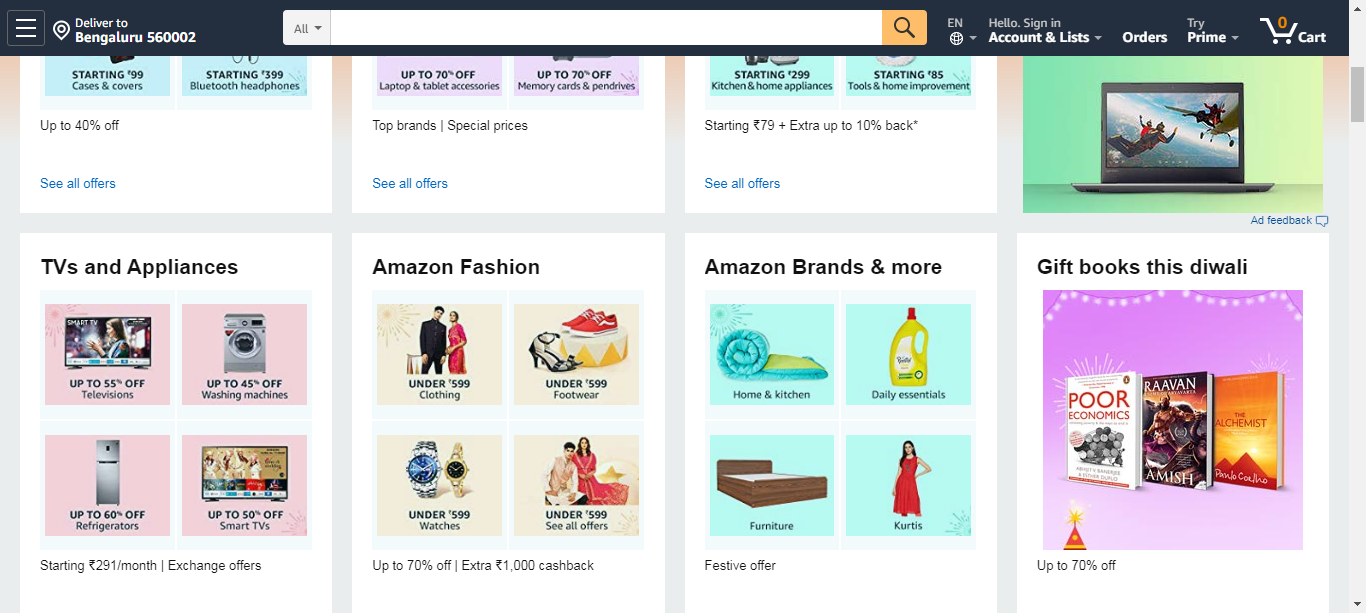 Deliver to
Bengaluru 560002
All
EN
Hello. Sign in
Account & Lists
Orders
Try
Prime
0
Cart
STARTING ₹99
Cases & covers
STARTING ₹399
Bluetooth headphones
Up to 40% off
See all offers
UP TO 70% OFF
Laptop & tablet accessories
UP TO 70% OFF
Memory cards & pendrives
Top brands | Special prices
See all offers
STARTING ₹299
Kitchen & home appliances
STARTING ₹85
Tools & home improvement
Starting ₹79 + Extra up to 10% back*
See all offers
Ad feedback
TVs and Appliances
SMART TV
UP TO 55% OFF
Televisions
UP TO 45% OFF
Washing machines
UP TO 60% OFF
Refrigerators
UP TO 50% OFF
Smart TVs
Starting ₹291/month | Exchange offers
Amazon Fashion
UNDER ₹599
Clothing
UNDER ₹599
Footwear
UNDER ₹599
Watches
UNDER ₹599
See all offers
Up to 70% off | Extra ₹1,000 cashback
Amazon Brands & more
Home & kitchen
Daily essentials
Furniture
Kurtis
Festive offer
Gift books this diwali
POOR
ECONOMICS
ABHIJIT V. BANERJEE
& ESTHER DUFLO
RAAVAN
AMISH
THE
ALCHEMIST
Paulo Coelho
Up to 70% off